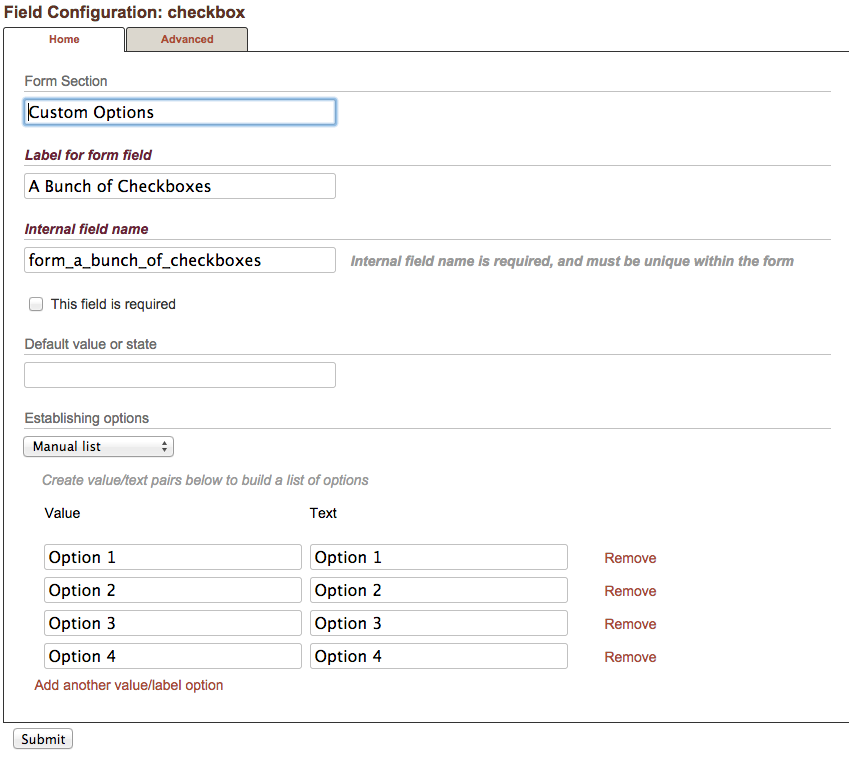 Field Configuration: checkbox
Home Advanced
Form Section
Custom Options
Label for form field
A Bunch of Checkboxes
Internal field name
form_a_bunch_of_checkboxes Internal field name is required, and must be unique within the form
This field is required
Default value or state
Establishing options
Manual list
Create value/text pairs below to build a list of options
Value Text
Option 1 Option 1 Remove
Option 2 Option 2 Remove
Option 3 Option 3 Remove
Option 4 Option 4 Remove
Add another value/label option
Submit